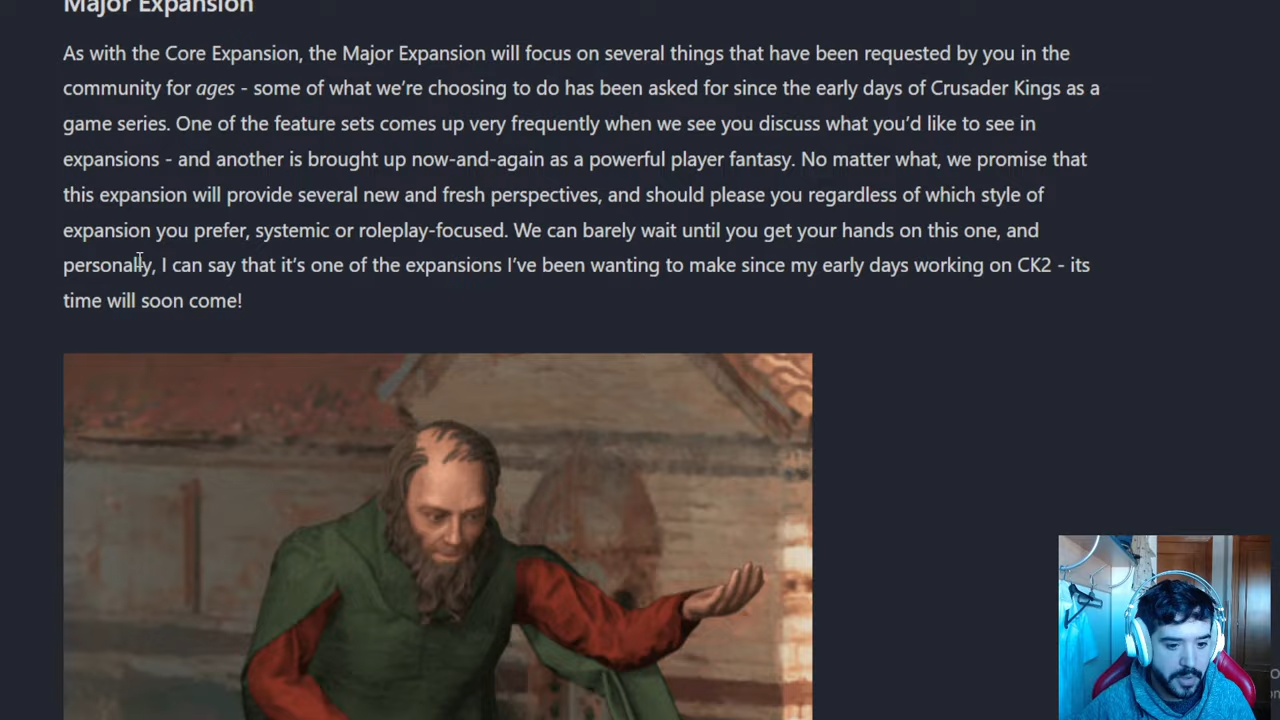 Major Expansion
As with the Core Expansion, the Major Expansion will focus on several things that have been requested by you in the
community for ages - some of what we’re choosing to do has been asked for since the early days of Crusader Kings as a
game series. One of the feature sets comes up very frequently when we see you discuss what you’d like to see in
expansions - and another is brought up now-and-again as a powerful player fantasy. No matter what, we promise that
this expansion will provide several new and fresh perspectives, and should please you regardless of which style of
expansion you prefer, systemic or roleplay-focused. We can barely wait until you get your hands on this one, and
personally, I can say that it’s one of the expansions I’ve been wanting to make since my early days working on CK2 - its
time will soon come!